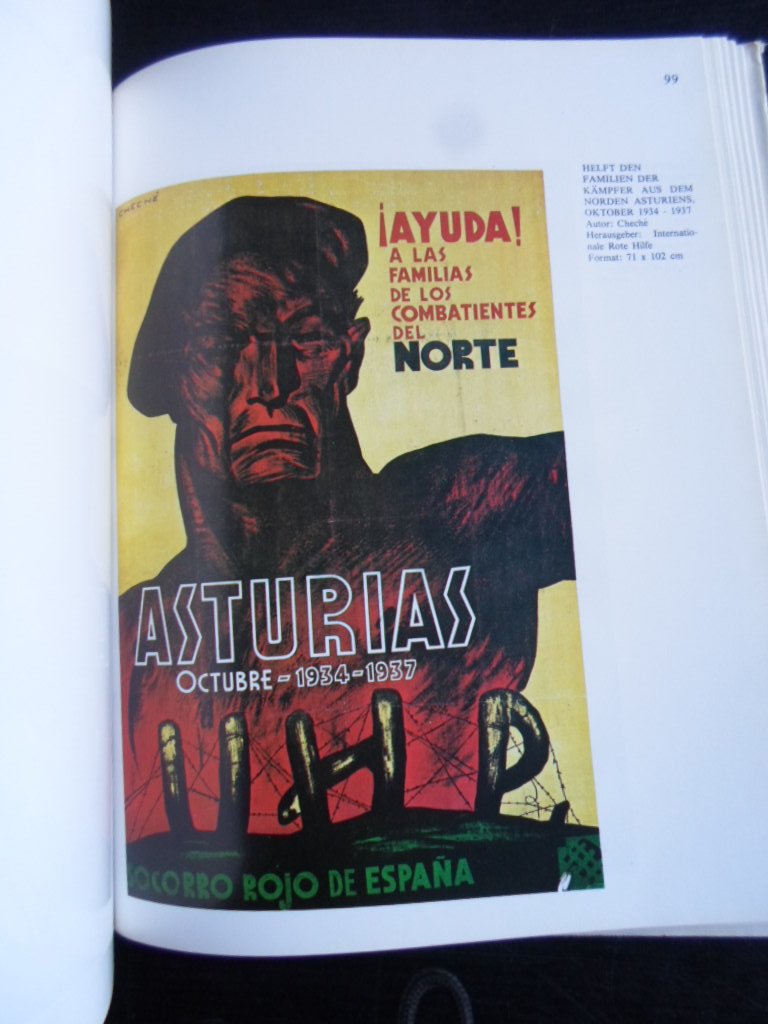 99
HELFT DEN
FAMILIEN DER
KÄMPFER AUS DEM
NORDEN ASTURIENS,
OKTOBER 1934 - 1937
Autor: Cheché
Herausgeber: Internatio-
nale Rote Hilfe
Format: 71 x 102 cm
CHECHÉ
¡AYUDA!
A LAS
FAMILIAS
DE LOS
COMBATIENTES
DEL
NORTE
ASTURIAS
OCTUBRE - 1934 - 1937
UHP
SOCORRO ROJO DE ESPAÑA